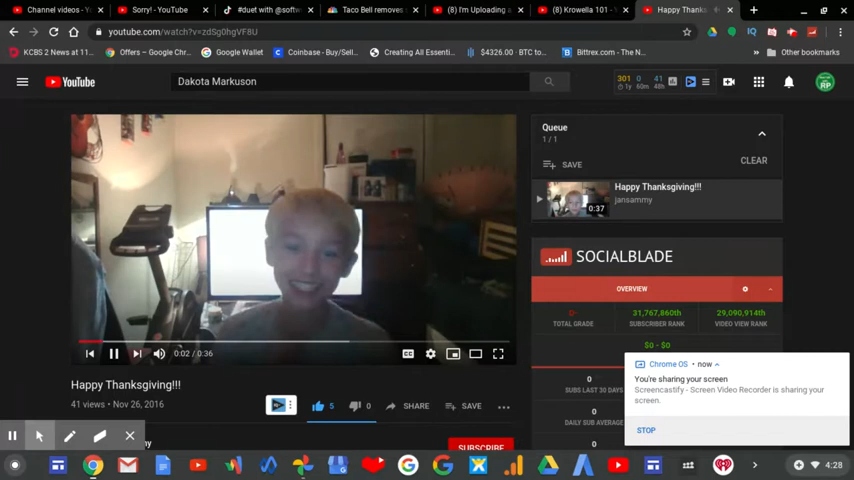 Channel videos - Y
Sorry! - YouTube
#duet with @softw
Taco Bell removes
(8) I'm Uploading a
(8) Krowella 101 - Y
Happy Thanks
youtube.com/watch?v=zdSg0hgVF8U
KCBS 2 News at 11...
Offers – Google Chr...
Google Wallet
Coinbase - Buy/Sell...
Creating All Essenti...
$4326.00 - Bitstam...
Bittrex.com - The N...
Other bookmarks
YouTube
Dakota Markuson
301 0 41
1y 60m 48h
RP
Queue
1 / 1
SAVE
CLEAR
Happy Thanksgiving!!!
jansammy
0:37
SOCIALBLADE
OVERVIEW
TOTAL GRADE
31,767,860th
SUBSCRIBER RANK
29,090,914th
VIDEO VIEW RANK
$0 - $0
0
SUBS LAST 30 DAYS
0
DAILY SUB AVERAGE
0
0:02 / 0:36
Happy Thanksgiving!!!
41 views • Nov 26, 2016
5
0
SHARE
SAVE
SUBSCRIBE
Chrome OS • now
You're sharing your screen
Screencastify - Screen Video Recorder is sharing your
screen.
STOP
4:28